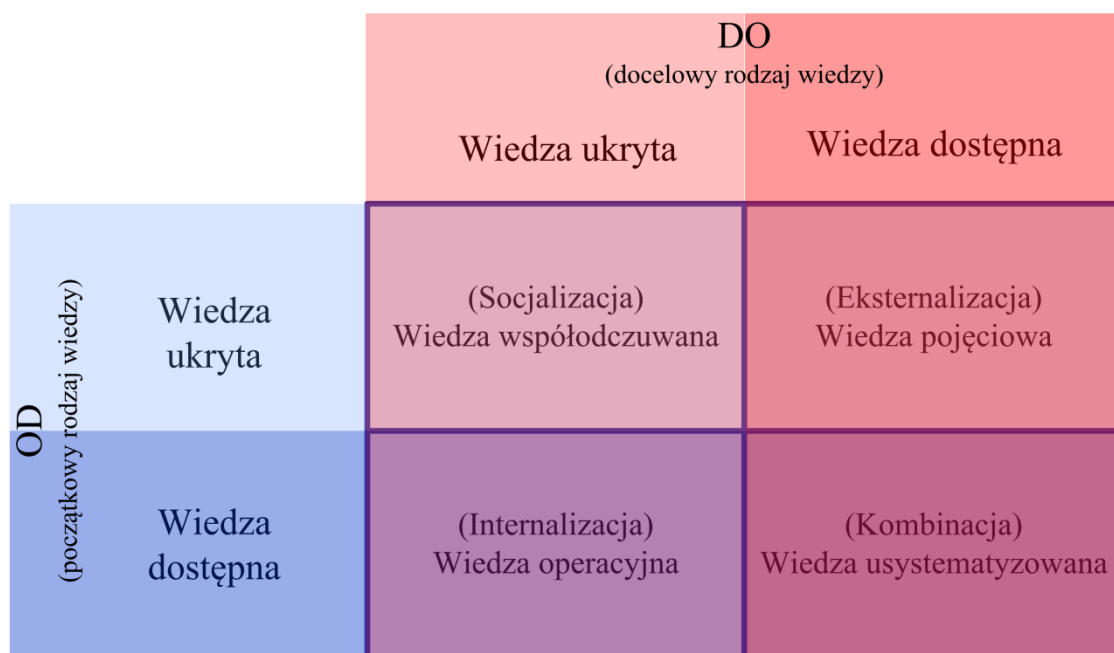 DO
(docelowy rodzaj wiedzy)
Wiedza ukryta
Wiedza dostępna
OD
(początkowy rodzaj wiedzy)
Wiedza
ukryta
(Socjalizacja)
Wiedza współodczuwana
(Eksternalizacja)
Wiedza pojęciowa
Wiedza
dostępna
(Internalizacja)
Wiedza operacyjna
(Kombinacja)
Wiedza usystematyzowana